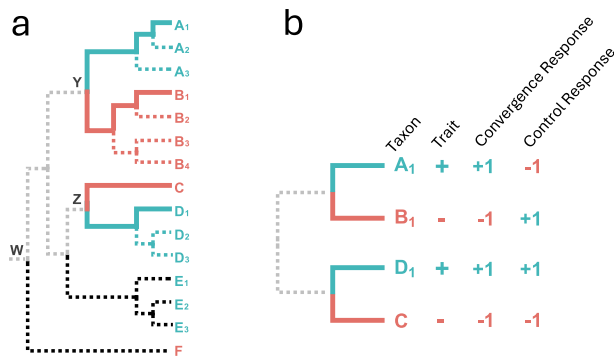 a
A1
A2
A3
Y
B1
B2
B3
B4
Z
C
D1
D2
D3
W
E1
E2
E3
F
b
Taxon Trait Convergence Response Control Response
A1 + +1 -1
B1 - -1 +1
D1 + +1 +1
C - -1 -1